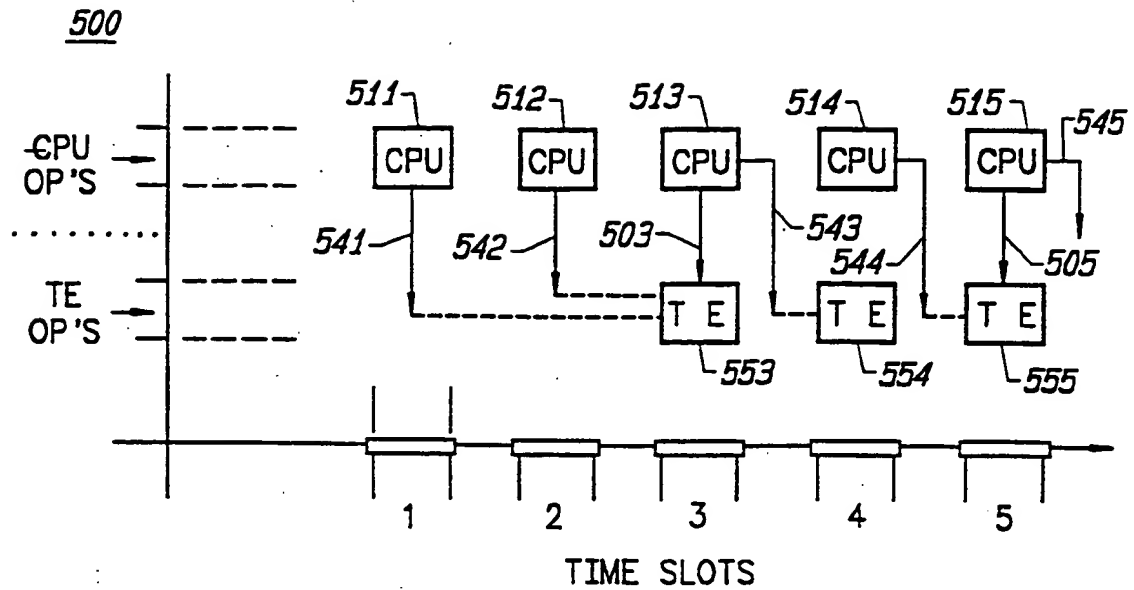 500
511 512 513 514 515 545
CPU OP'S
CPU CPU CPU CPU CPU
541 542 503 543 544 505
TE OP'S
T E T E T E
553 554 555
1 2 3 4 5
TIME SLOTS